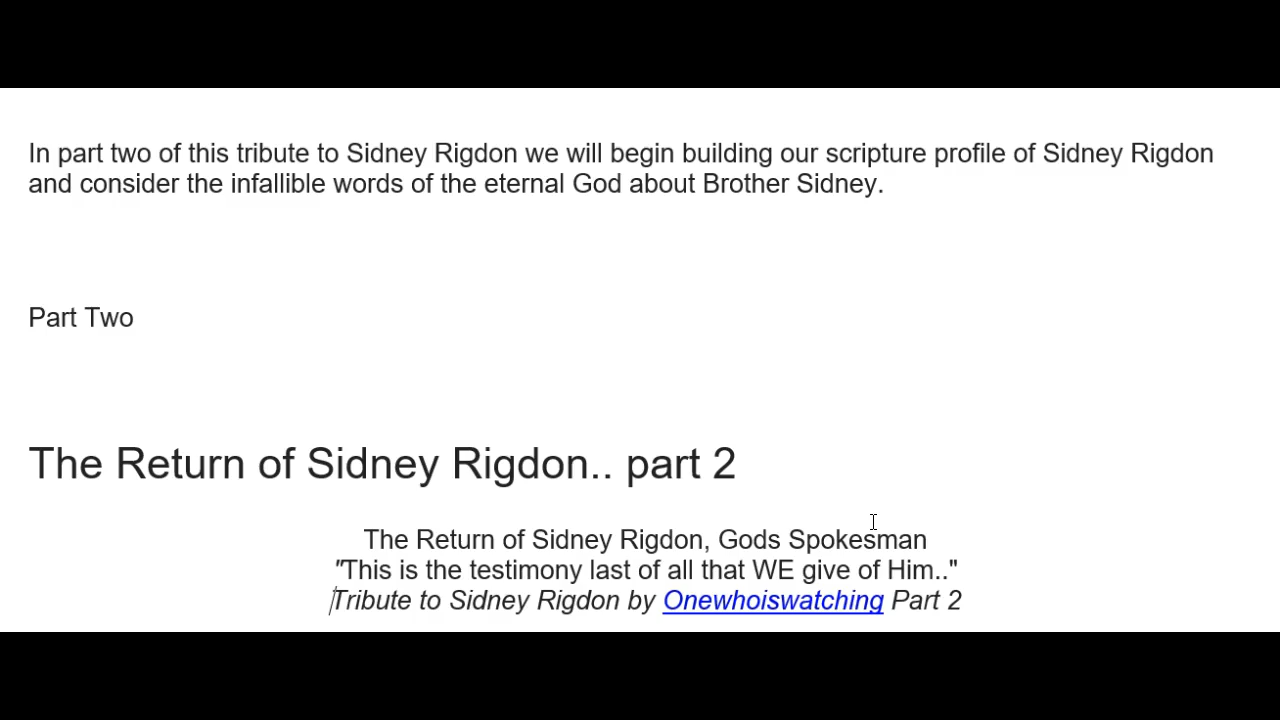 In part two of this tribute to Sidney Rigdon we will begin building our scripture profile of Sidney Rigdon
and consider the infallible words of the eternal God about Brother Sidney.
Part Two
The Return of Sidney Rigdon.. part 2
The Return of Sidney Rigdon, Gods Spokesman
"This is the testimony last of all that WE give of Him.."
Tribute to Sidney Rigdon by Onewhoiswatching Part 2